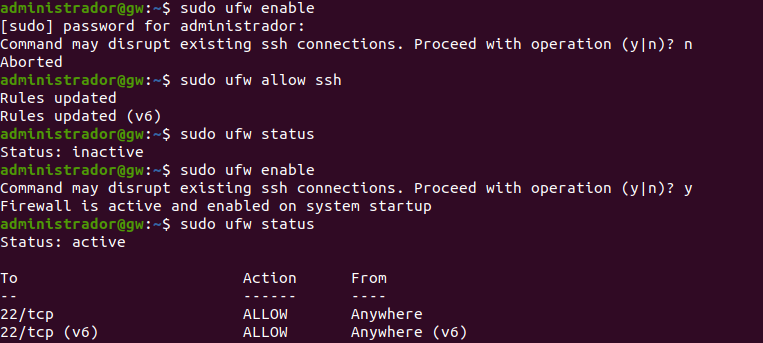 administrador@gw:~$ sudo ufw enable
[sudo] password for administrador:
Command may disrupt existing ssh connections. Proceed with operation (y|n)? n
Aborted
administrador@gw:~$ sudo ufw allow ssh
Rules updated
Rules updated (v6)
administrador@gw:~$ sudo ufw status
Status: inactive
administrador@gw:~$ sudo ufw enable
Command may disrupt existing ssh connections. Proceed with operation (y|n)? y
Firewall is active and enabled on system startup
administrador@gw:~$ sudo ufw status
Status: active

To                         Action      From
--                         ------      ----
22/tcp                     ALLOW       Anywhere
22/tcp (v6)                ALLOW       Anywhere (v6)